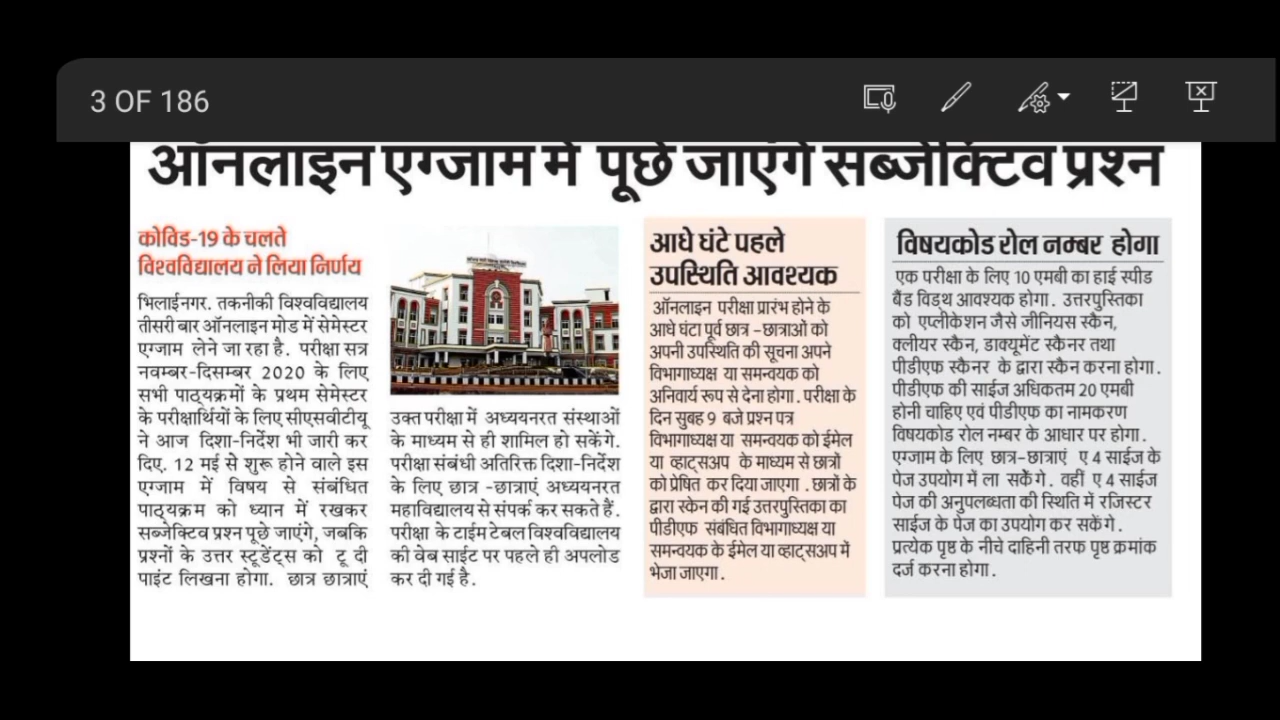 3 OF 186
ऑनलाइन एग्जाम में पूछे जाएंगे सब्जेक्टिव प्रश्न
कोविड-19 के चलते
विश्वविद्यालय ने लिया निर्णय
भिलाईनगर. तकनीकी विश्वविद्यालय
तीसरी बार ऑनलाइन मोड में सेमेस्टर
एग्जाम लेने जा रहा है. परीक्षा सत्र
नवम्बर-दिसम्बर 2020 के लिए
सभी पाठ्यक्रमों के प्रथम सेमेस्टर
के परीक्षार्थियों के लिए सीएसवीटीयू
ने आज दिशा-निर्देश भी जारी कर
दिए. 12 मई से शुरू होने वाले इस
एग्जाम में विषय से संबंधित
पाठ्यक्रम को ध्यान में रखकर
सब्जेक्टिव प्रश्न पूछे जाएंगे, जबकि
प्रश्नों के उत्तर स्टूडेंट्स को टू दी
पाइंट लिखना होगा. छात्र छात्राएं
उक्त परीक्षा में अध्ययनरत संस्थाओं
के माध्यम से ही शामिल हो सकेंगे.
परीक्षा संबंधी अतिरिक्त दिशा-निर्देश
के लिए छात्र -छात्राएं अध्ययनरत
महाविद्यालय से संपर्क कर सकते हैं.
परीक्षा के टाईम टेबल विश्वविद्यालय
की वेब साईट पर पहले ही अपलोड
कर दी गई है.
आधे घंटे पहले
उपस्थिति आवश्यक
ऑनलाइन परीक्षा प्रारंभ होने के
आधे घंटा पूर्व छात्र -छात्राओं को
अपनी उपस्थिति की सूचना अपने
विभागाध्यक्ष या समन्वयक को
अनिवार्य रूप से देना होगा. परीक्षा के
दिन सुबह 9 बजे प्रश्न पत्र
विभागाध्यक्ष या समन्वयक को ईमेल
या व्हाट्सअप के माध्यम से छात्रों
को प्रेषित कर दिया जाएगा . छात्रों के
द्वारा स्केन की गई उत्तरपुस्तिका का
पीडीएफ संबंधित विभागाध्यक्ष या
समन्वयक के ईमेल या व्हाट्सअप में
भेजा जाएगा .
विषयकोड रोल नम्बर होगा
एक परीक्षा के लिए 10 एमबी का हाई स्पीड
बैंड विडथ आवश्यक होगा . उत्तरपुस्तिका
को एप्लीकेशन जैसे जीनियस स्कैन,
क्लीयर स्कैन, डाक्यूमेंट स्कैनर तथा
पीडीएफ स्कैनर के द्वारा स्कैन करना होगा .
पीडीएफ की साईज अधिकतम 20 एमबी
होनी चाहिए एवं पीडीएफ का नामकरण
विषयकोड रोल नम्बर के आधार पर होगा .
एग्जाम के लिए छात्र-छात्राएं ए 4 साईज के
पेज उपयोग में ला सकेंगे . वहीं ए 4 साईज
पेज की अनुपलब्धता की स्थिति में रजिस्टर
साईज के पेज का उपयोग कर सकेंगे .
प्रत्येक पृष्ठ के नीचे दाहिनी तरफ पृष्ठ क्रमांक
दर्ज करना होगा .